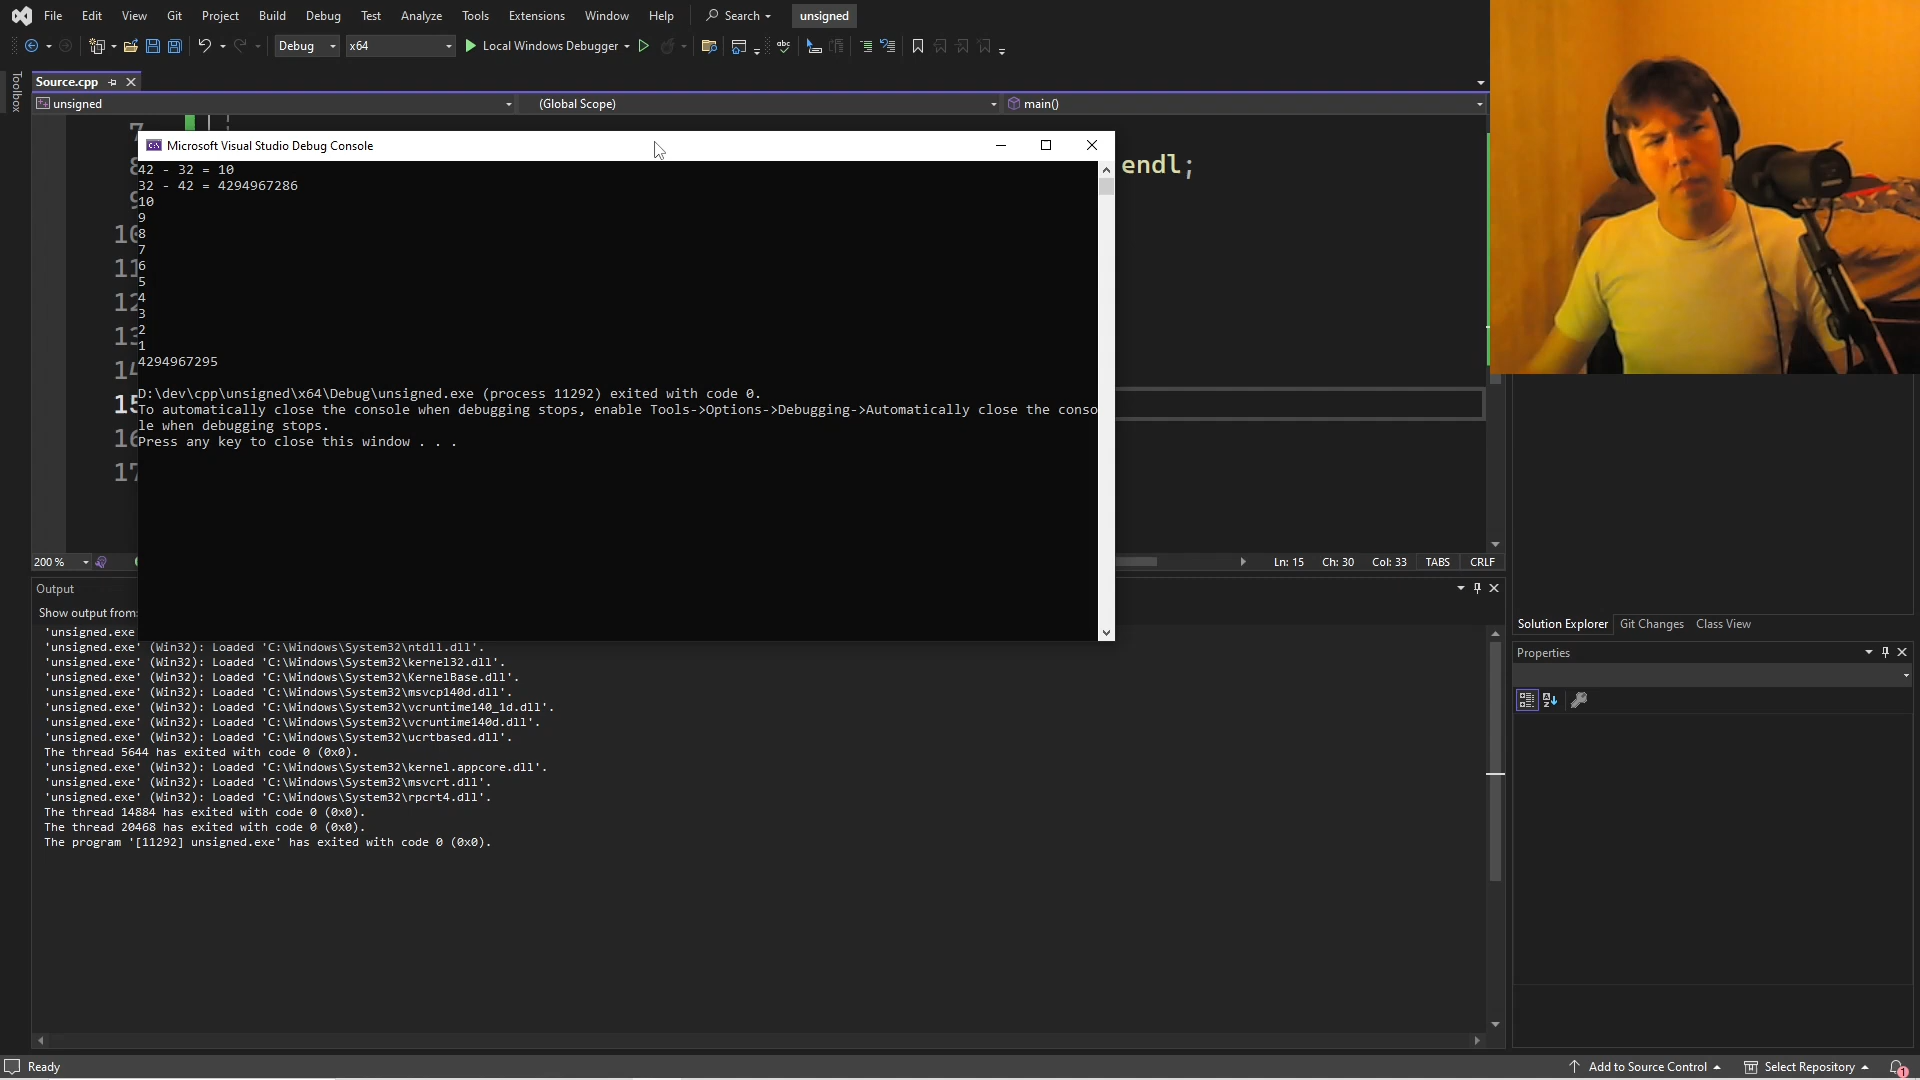 File Edit View Git Project Build Debug Test Analyze Tools Extensions Window Help Search unsigned
Debug x64 Local Windows Debugger
Toolbox
Source.cpp
unsigned (Global Scope) main()
Microsoft Visual Studio Debug Console
endl;
42 - 32 = 10
32 - 42 = 4294967286
10
9
8
7
6
5
4
3
2
1
4294967295
D:\dev\cpp\unsigned\x64\Debug\unsigned.exe (process 11292) exited with code 0.
To automatically close the console when debugging stops, enable Tools->Options->Debugging->Automatically close the conso
le when debugging stops.
Press any key to close this window . . .
15
17
200 % Ln: 15 Ch: 30 Col: 33 TABS CRLF
Output
Show output from:
'unsigned.exe
'unsigned.exe' (Win32): Loaded 'C:\Windows\System32\ntdll.dll'.
'unsigned.exe' (Win32): Loaded 'C:\Windows\System32\kernel32.dll'.
'unsigned.exe' (Win32): Loaded 'C:\Windows\System32\KernelBase.dll'.
'unsigned.exe' (Win32): Loaded 'C:\Windows\System32\msvcp140d.dll'.
'unsigned.exe' (Win32): Loaded 'C:\Windows\System32\vcruntime140_1d.dll'.
'unsigned.exe' (Win32): Loaded 'C:\Windows\System32\vcruntime140d.dll'.
'unsigned.exe' (Win32): Loaded 'C:\Windows\System32\ucrtbased.dll'.
The thread 5644 has exited with code 0 (0x0).
'unsigned.exe' (Win32): Loaded 'C:\Windows\System32\kernel.appcore.dll'.
'unsigned.exe' (Win32): Loaded 'C:\Windows\System32\msvcrt.dll'.
'unsigned.exe' (Win32): Loaded 'C:\Windows\System32\rpcrt4.dll'.
The thread 14884 has exited with code 0 (0x0).
The thread 20468 has exited with code 0 (0x0).
The program '[11292] unsigned.exe' has exited with code 0 (0x0).
Solution Explorer Git Changes Class View
Properties
Ready Add to Source Control Select Repository 1